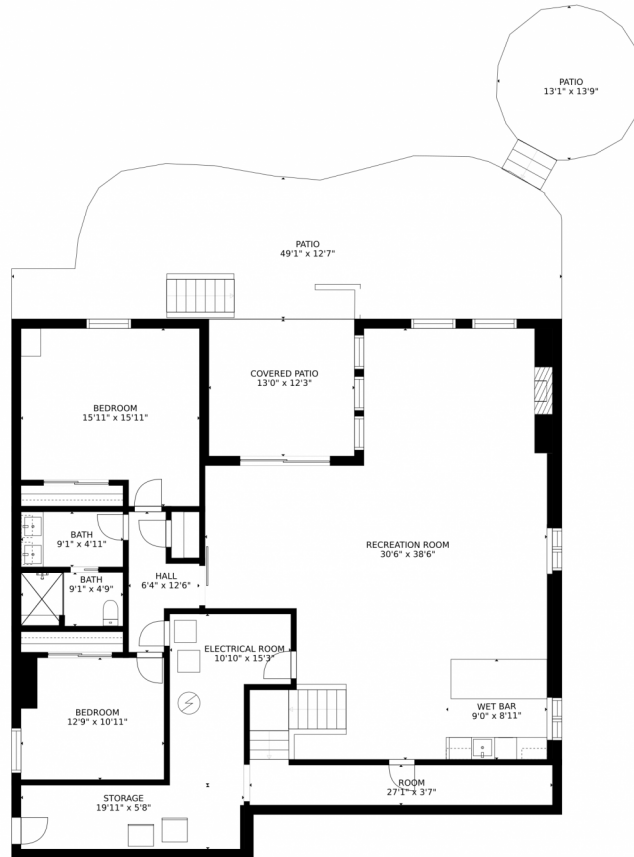 PATIO
13'1" x 13'9"
PATIO
49'1" x 12'7"
COVERED PATIO
13'0" x 12'3"
BEDROOM
15'11" x 15'11"
BATH
9'1" x 4'11"
RECREATION ROOM
30'6" x 38'6"
BATH
9'1" x 4'9"
HALL
6'4" x 12'6"
ELECTRICAL ROOM
10'10" x 15'3"
BEDROOM
12'9" x 10'11"
WET BAR
9'0" x 8'11"
ROOM
27'1" x 3'7"
STORAGE
19'11" x 5'8"